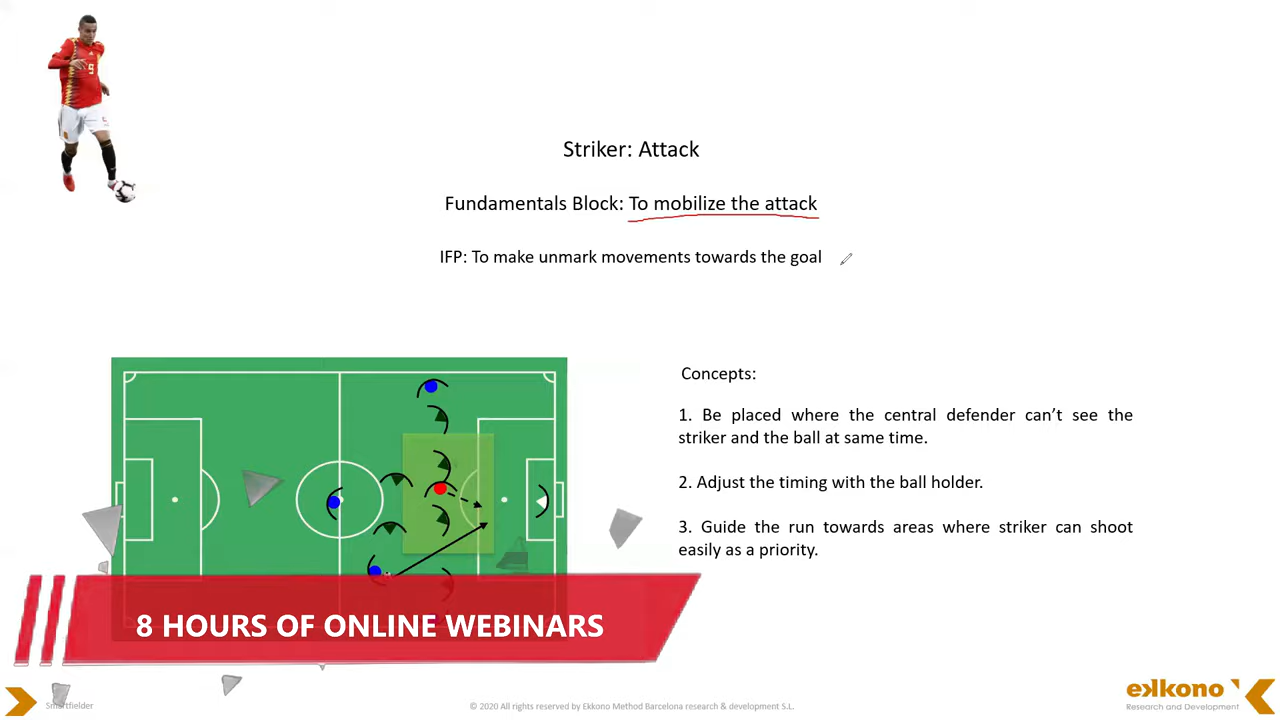 9
Striker: Attack
Fundamentals Block: To mobilize the attack
IFP: To make unmark movements towards the goal
Concepts:
1. Be placed where the central defender can't see the
striker and the ball at same time.
2. Adjust the timing with the ball holder.
3. Guide the run towards areas where striker can shoot
easily as a priority.
8 HOURS OF ONLINE WEBINARS
Smartfielder
© 2020 All rights reserved by Ekkono Method Barcelona research & development S.L.
ekkono
Research and Development